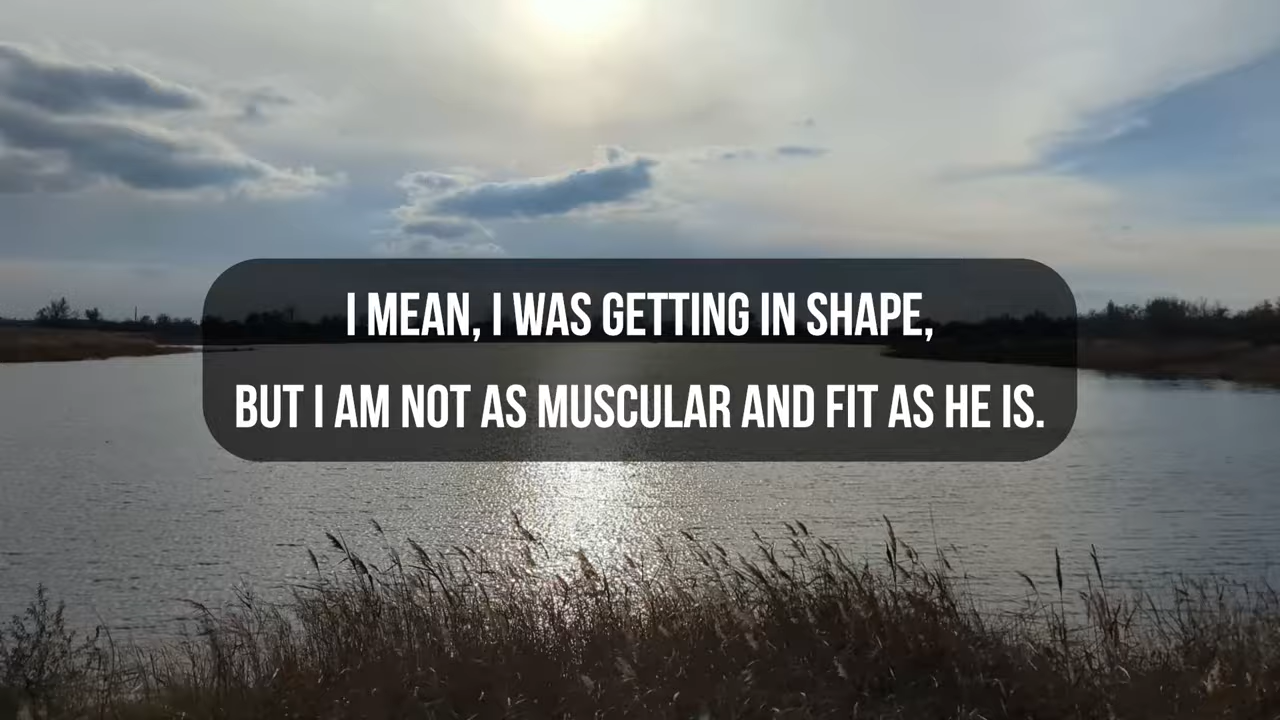 I MEAN, I WAS GETTING IN SHAPE,
BUT I AM NOT AS MUSCULAR AND FIT AS HE IS.